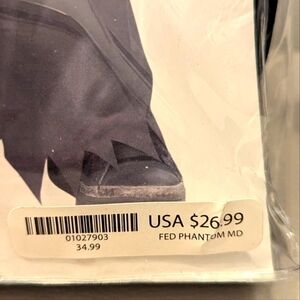 USA $26.99
01027903
FED PHANTOM MD
34.99